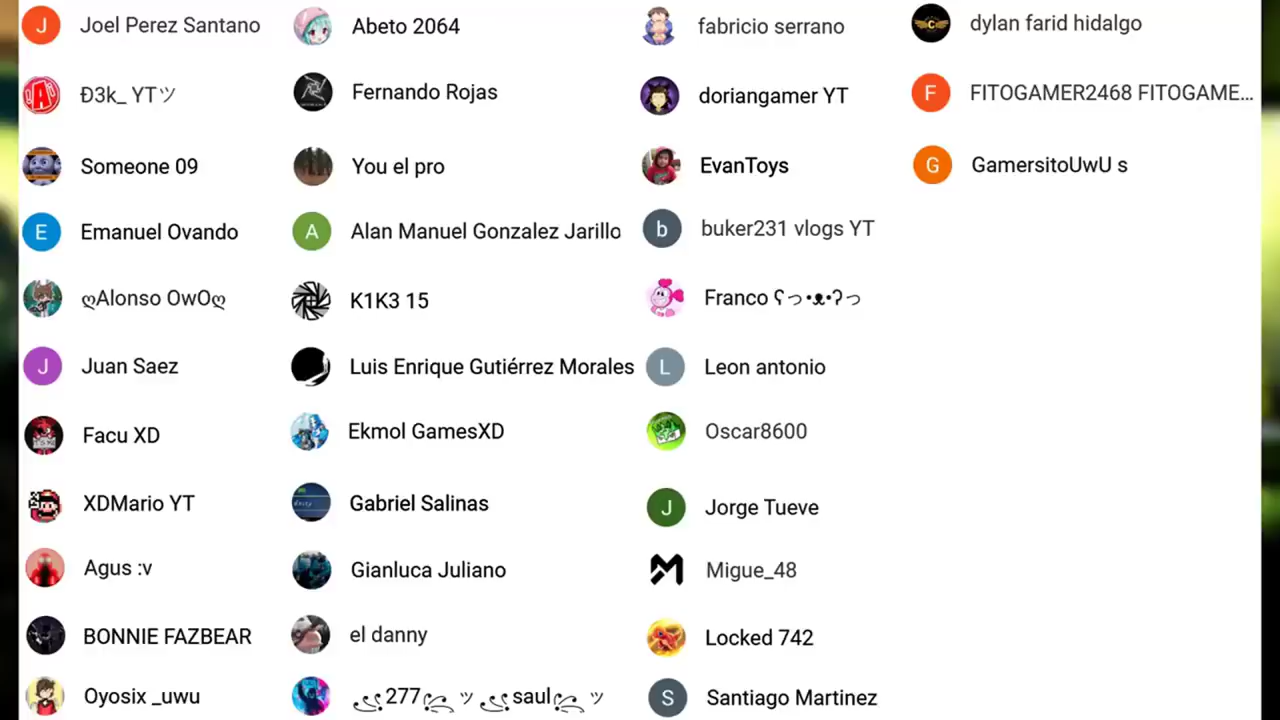 J Joel Perez Santano
Đ3k_ YTツ
Someone 09
E Emanuel Ovando
ღAlonso OwOღ
J Juan Saez
Facu XD
XDMario YT
Agus :v
BONNIE FAZBEAR
Oyosix _uwu
Abeto 2064
Fernando Rojas
You el pro
A Alan Manuel Gonzalez Jarillo
K1K3 15
Luis Enrique Gutiérrez Morales
Ekmol GamesXD
Gabriel Salinas
Gianluca Juliano
el danny
ঔৣ277ঔৣツ ঔৣsaulঔৣツ
fabricio serrano
doriangamer YT
EvanToys
b buker231 vlogs YT
Franco ʕっ•ᴥ•ʔっ
L Leon antonio
Oscar8600
J Jorge Tueve
Migue_48
Locked 742
S Santiago Martinez
dylan farid hidalgo
F FITOGAMER2468 FITOGAME...
G GamersitoUwU s